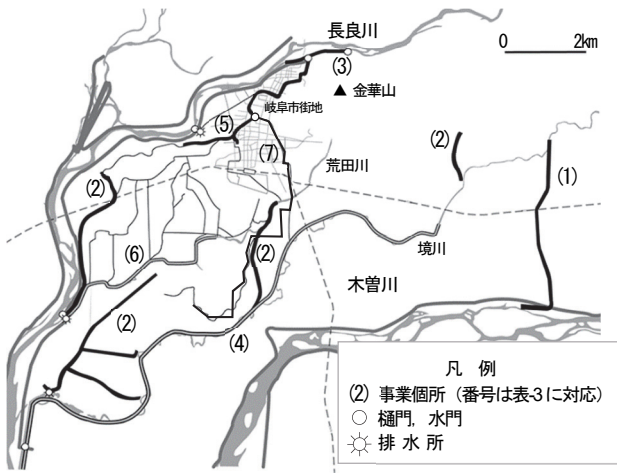 長良川
0 2km
(3)
▲ 金華山
岐阜市街地
(5)
(7)
(2)
(1)
荒田川
(2)
境川
(6)
(2)
木曽川
(2)
(4)
凡 例
(2) 事業個所 (番号は表-3に対応)
樋門, 水門
排 水 所